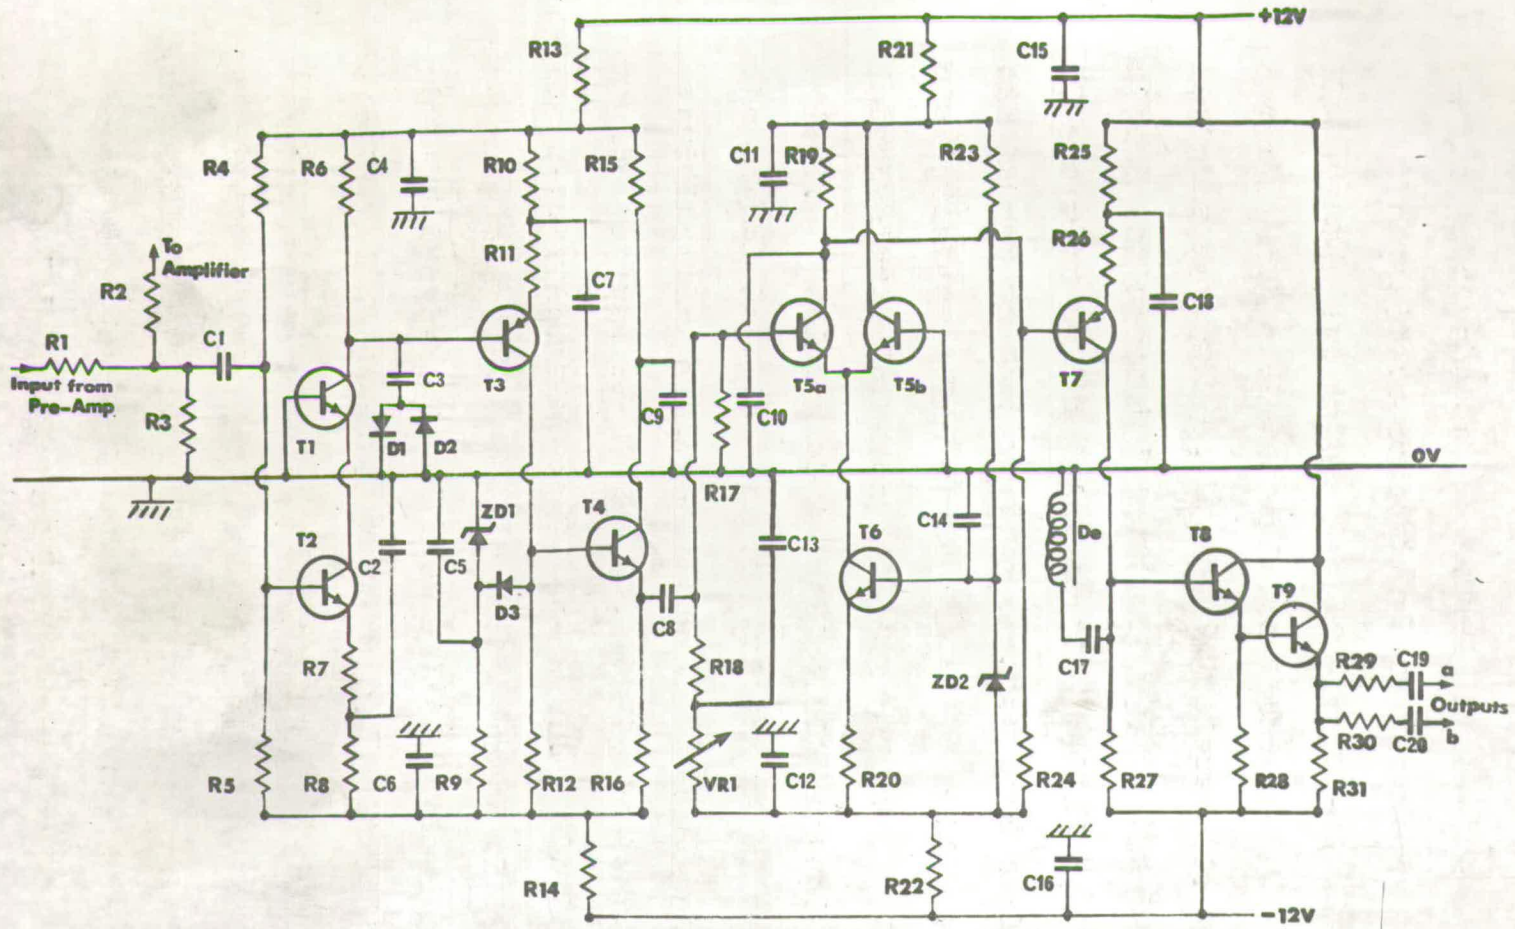 +12V
R13
R21
C15
R4
R6
C4
R10
R15
C11
R19
R23
R25
R11
R26
To
Amplifier
R2
C7
C18
R1
C1
Input from
Pre-Amp
R3
T1
C3
T3
D1
D2
C9
T5a
C10
T5b
T7
0V
R17
ZD1
T4
C14
T2
C2
C5
C13
T6
De
T8
D3
C8
T9
C17
R7
R18
ZD2
R29
C19
a
Outputs
R30
C20
b
R5
R8
C6
R9
R12
R16
VR1
C12
R20
R24
R27
R28
R31
R14
R22
C16
-12V